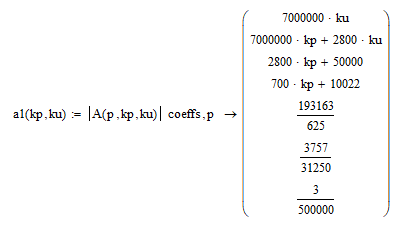 7000000 · ku
7000000 · kp + 2800 · ku
2800 · kp + 50000
700 · kp + 10022
a1(kp,ku) := |A(p,kp,ku)| coeffs,p →
193163
625
3757
31250
3
500000